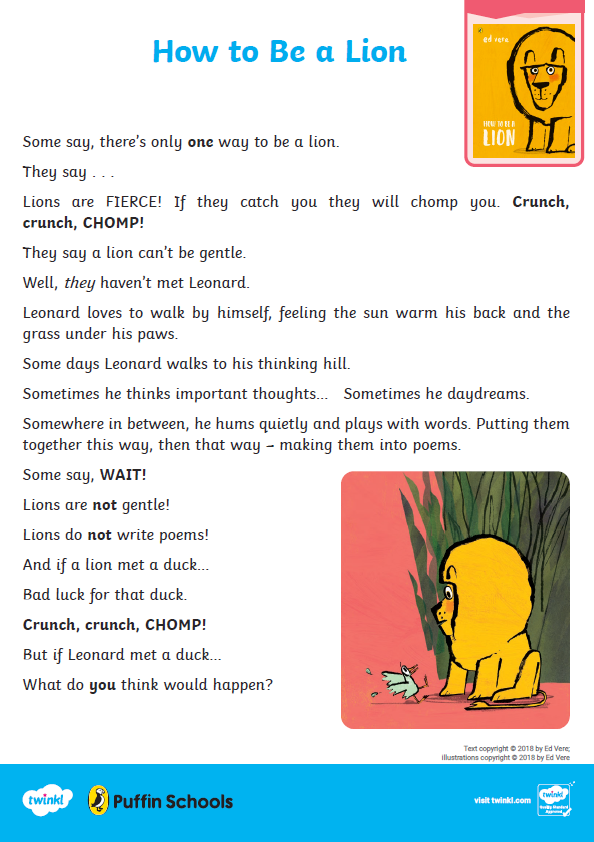 How to Be a Lion
ed vere
HOW TO BE A
LION
Some say, there's only one way to be a lion.
They say . . .
Lions are FIERCE! If they catch you they will chomp you. Crunch,
crunch, CHOMP!
They say a lion can't be gentle.
Well, they haven't met Leonard.
Leonard loves to walk by himself, feeling the sun warm his back and the
grass under his paws.
Some days Leonard walks to his thinking hill.
Sometimes he thinks important thoughts... Sometimes he daydreams.
Somewhere in between, he hums quietly and plays with words. Putting them
together this way, then that way – making them into poems.
Some say, WAIT!
Lions are not gentle!
Lions do not write poems!
And if a lion met a duck...
Bad luck for that duck.
Crunch, crunch, CHOMP!
But if Leonard met a duck...
What do you think would happen?
Text copyright © 2018 by Ed Vere;
illustrations copyright © 2018 by Ed Vere
twinkl
Puffin Schools
visit twinkl.com
twinkl
Quality Standard
Approved